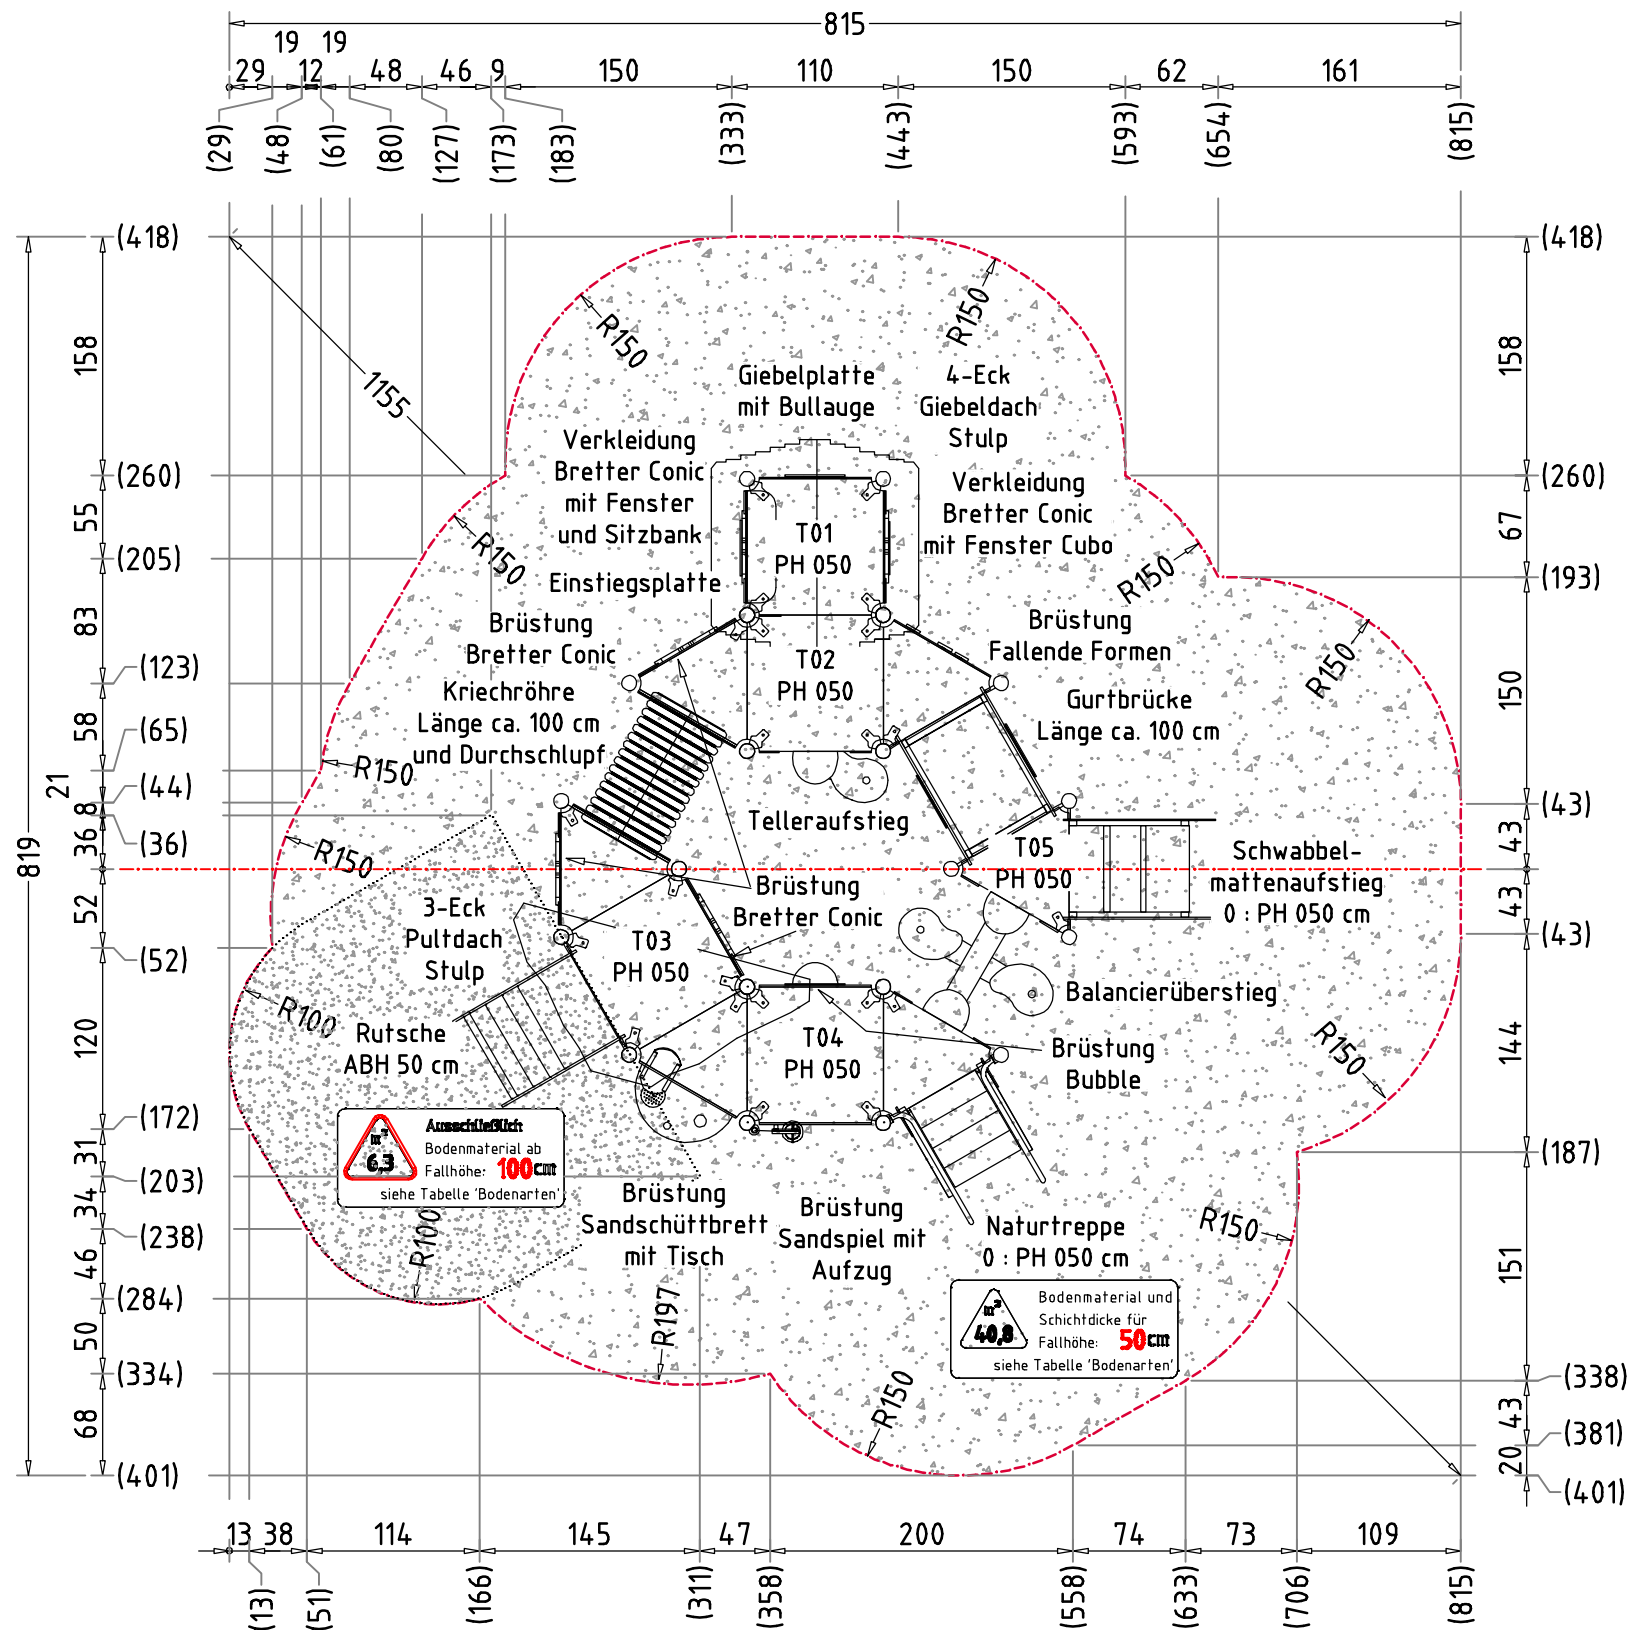 815
19 19
29 12 48 46 9 150 110 150 62 161
(29) (48) (61) (80) (127) (173) (183) (333) (443) (593) (654) (815)
(418)
(418)
158
158
1155
R150
R150
Giebelplatte
mit Bullauge
4-Eck
Giebeldach
Stulp
Verkleidung
Bretter Conic
mit Fenster
und Sitzbank
Verkleidung
Bretter Conic
mit Fenster Cubo
(260)
(260)
55
67
R150
R150
T01
PH 050
(205)
(193)
Einstiegsplatte
83
Brüstung
Bretter Conic
Brüstung
Fallende Formen
R150
T02
PH 050
(123)
150
Kriechröhre
Länge ca. 100 cm
und Durchschlupf
Gurtbrücke
Länge ca. 100 cm
58
(65)
R150
21
(44)
8
(43)
Telleraufstieg
36
(36)
R150
43
T05
PH 050
Schwabbel-
mattenaufstieg
0 : PH 050 cm
819
Brüstung
Bretter Conic
52
43
3-Eck
Pultdach
Stulp
T03
PH 050
(52)
(43)
R100
Balancierüberstieg
120
Rutsche
ABH 50 cm
T04
PH 050
Brüstung
Bubble
R150
144
(172)
31
Ausschließlich
Bodenmaterial ab
Fallhöhe: 100cm
siehe Tabelle 'Bodenarten'
m²
6,3
(187)
(203)
34
Brüstung
Sandschüttbrett
mit Tisch
Brüstung
Sandspiel mit
Aufzug
Naturtreppe
0 : PH 050 cm
R150
R100
(238)
46
151
(284)
Bodenmaterial und
Schichtdicke für
Fallhöhe: 50cm
siehe Tabelle 'Bodenarten'
m²
40,8
R197
50
(334)
(338)
R150
68
43
(381)
20
(401)
(401)
13 38 114 145 47 200 74 73 109
(13) (51) (166) (311) (358) (558) (633) (706) (815)